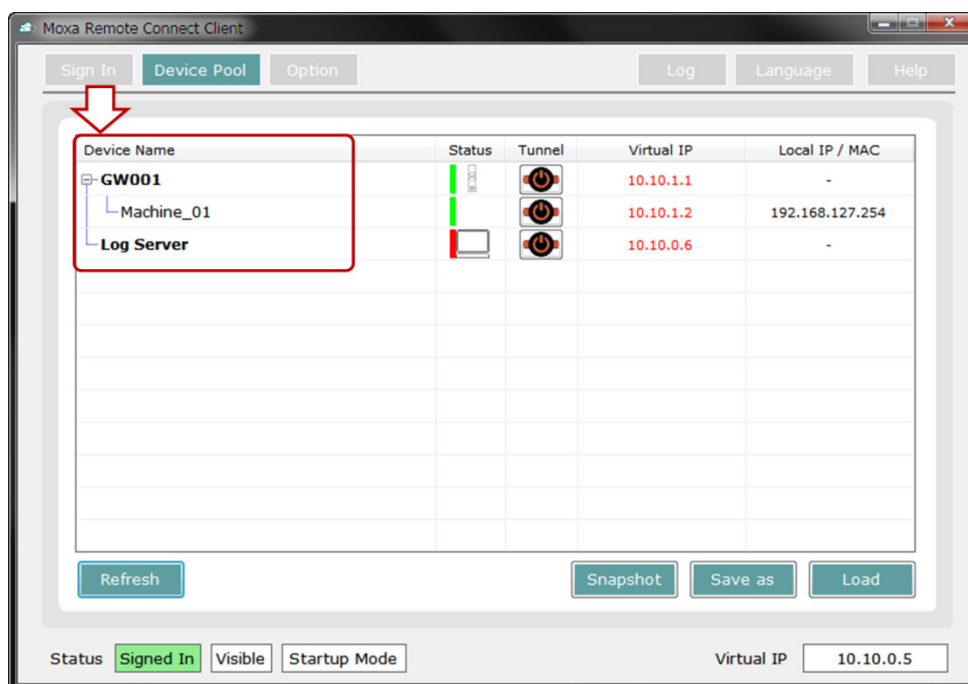 Moxa Remote Connect Client
Sign In Device Pool Option Log Language Help
Device Name Status Tunnel Virtual IP Local IP / MAC
GW001 10.10.1.1 -
Machine_01 10.10.1.2 192.168.127.254
Log Server 10.10.0.6 -
Refresh Snapshot Save as Load
Status Signed In Visible Startup Mode Virtual IP 10.10.0.5